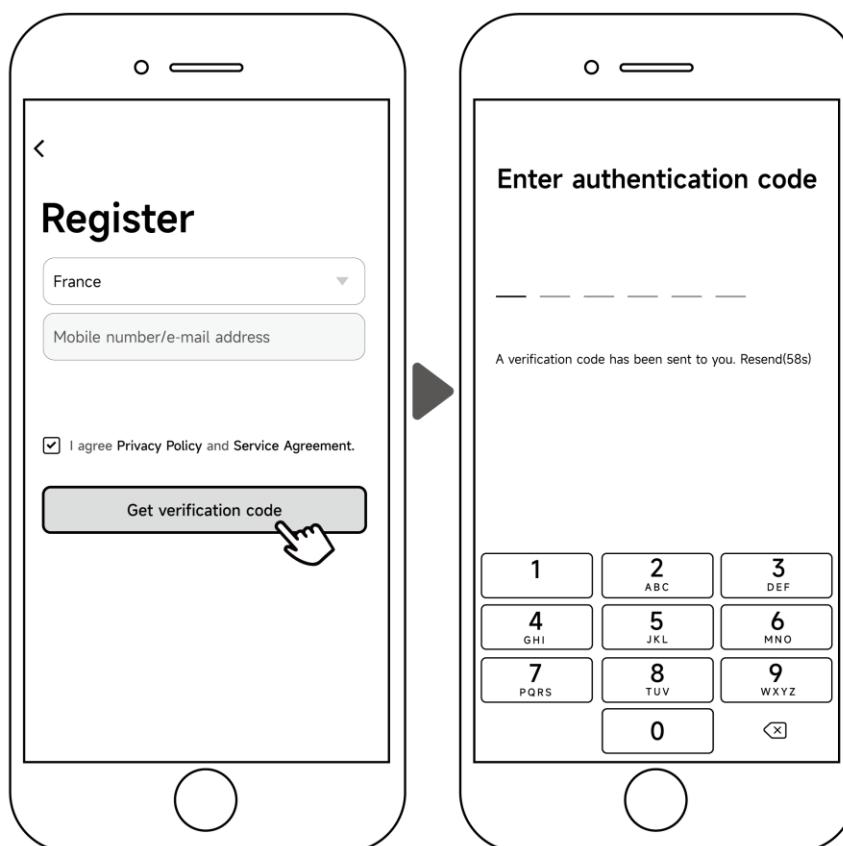 Register
France
Mobile number/e-mail address
I agree Privacy Policy and Service Agreement.
Get verification code
Enter authentication code
A verification code has been sent to you. Resend(58s)
1 2 3
ABC DEF
4 5 6
GHI JKL MNO
7 8 9
PQRS TUV WXYZ
0